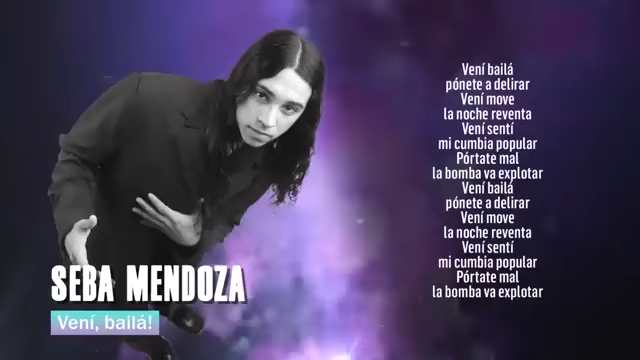 Vení bailá
pónete a delirar
Vení move
la noche reventa
Vení sentí
mi cumbia popular
Pórtate mal
la bomba va explotar
Vení bailá
pónete a delirar
Vení move
la noche reventa
Vení sentí
mi cumbia popular
Pórtate mal
la bomba va explotar
SEBA MENDOZA
Vení, bailá!